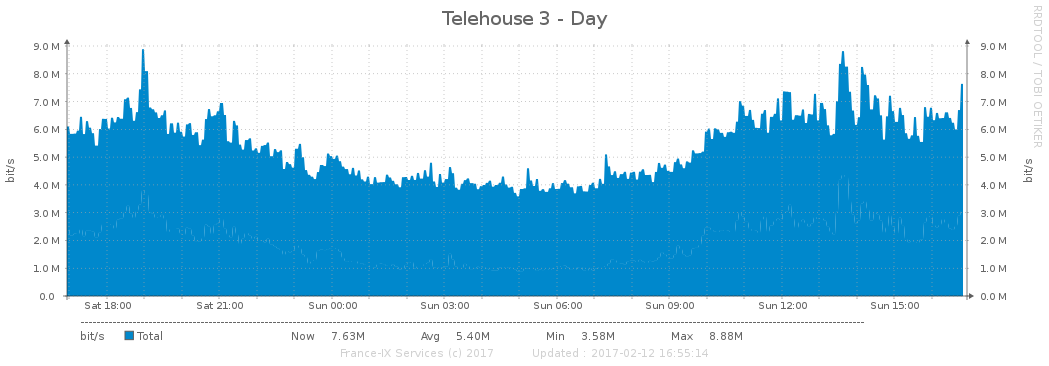 Telehouse 3 - Day
RRDTOOL / TOBI OETIKER
9.0 M 9.0 M
8.0 M 8.0 M
7.0 M 7.0 M
6.0 M 6.0 M
5.0 M 5.0 M
4.0 M 4.0 M
3.0 M 3.0 M
2.0 M 2.0 M
1.0 M 1.0 M
0.0 0.0 M
bit/s bit/s
Sat 18:00 Sat 21:00 Sun 00:00 Sun 03:00 Sun 06:00 Sun 09:00 Sun 12:00 Sun 15:00
bit/s Total Now 7.63M Avg 5.40M Min 3.58M Max 8.88M
France-IX Services (c) 2017 Updated : 2017-02-12 16:55:14